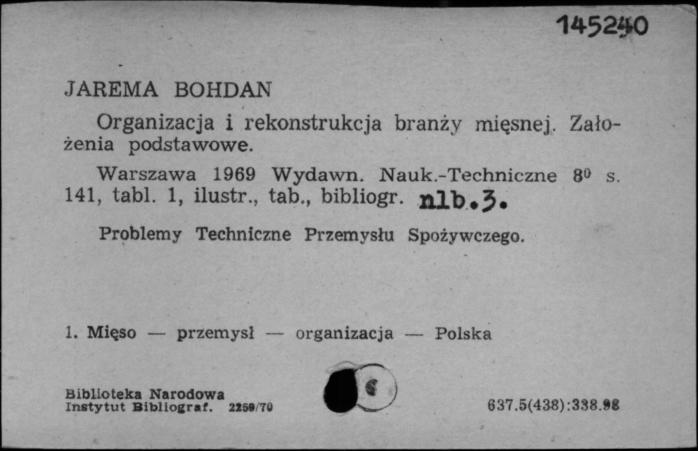 145240
JAREMA BOHDAN
Organizacja i rekonstrukcja branży mięsnej. Zało-
żenia podstawowe.
Warszawa 1969 Wydawn. Nauk.-Techniczne 8⁰ s.
141, tabl. 1, ilustr., tab., bibliogr. nlb.3.
Problemy Techniczne Przemysłu Spożywczego.
1. Mięso — przemysł — organizacja — Polska
Biblioteka Narodowa
Instytut Bibliograf. 2259/70
637.5(438):338.98